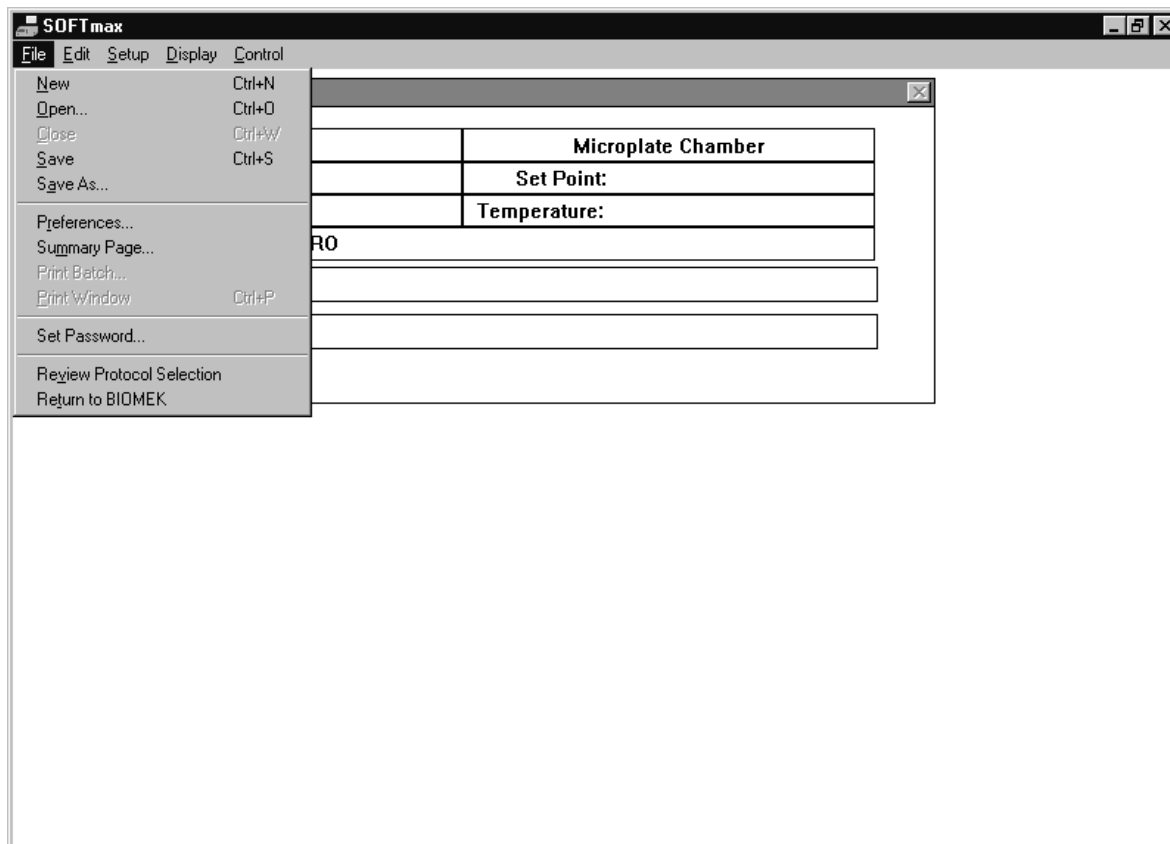 SOFTmax
File Edit Setup Display Control
New Ctrl+N
Open... Ctrl+O
Close Ctrl+W
Save Ctrl+S
Save As...
Preferences...
Summary Page...
Print Batch...
Print Window Ctrl+P
Set Password...
Review Protocol Selection
Return to BIOMEK
Microplate Chamber
Set Point:
Temperature:
RO